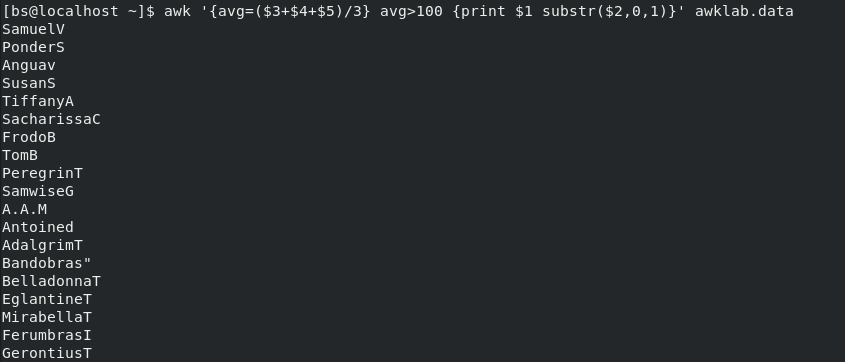 [bs@localhost ~]$ awk '{avg=($3+$4+$5)/3} avg>100 {print $1 substr($2,0,1)}' awklab.data
SamuelV
PonderS
Anguav
SusanS
TiffanyA
SacharissaC
FrodoB
TomB
PeregrinT
SamwiseG
A.A.M
Antoined
AdalgrimT
Bandobras"
BelladonnaT
EglantineT
MirabellaT
FerumbrasI
GerontiusT